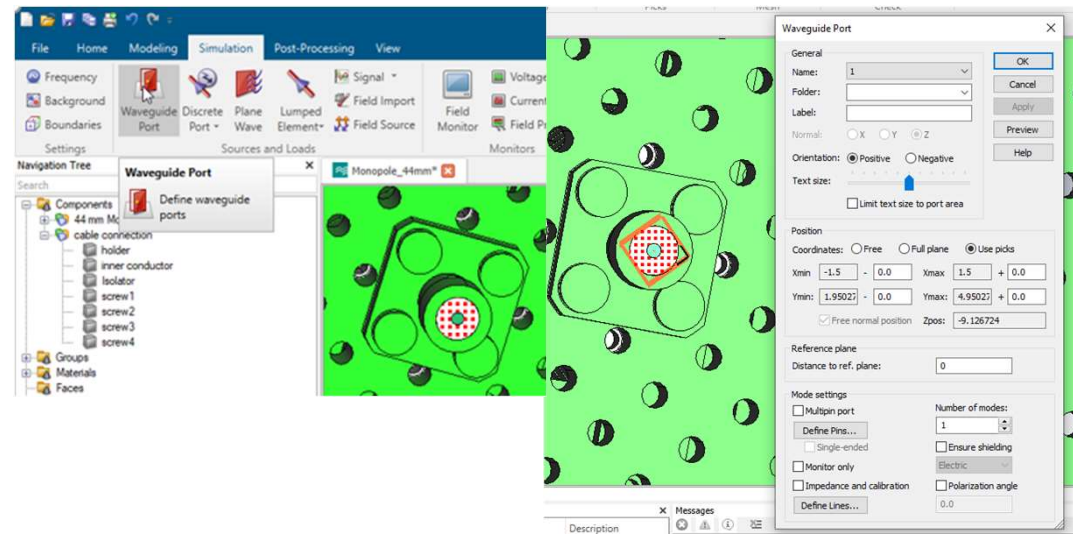 File Home Modeling Simulation Post-Processing View
Frequency
Background
Boundaries
Settings
Waveguide Port
Discrete Port
Plane Wave
Lumped Element
Signal
Field Import
Field Source
Sources and Loads
Field Monitor
Voltage
Current
Monitors
Navigation Tree
Search
Components
44 mm
cable connection
holder
inner conductor
Isolator
screw1
screw2
screw3
screw4
Groups
Materials
Faces
Waveguide Port
Define waveguide
ports
Monopole_44mm*
Picks Mesh Check
Waveguide Port
General
Name: 1
Folder:
Label:
Normal: X Y Z
Orientation: Positive Negative
Text size:
Limit text size to port area
OK
Cancel
Apply
Preview
Help
Position
Coordinates: Free Full plane Use picks
Xmin -1.5 - 0.0 Xmax 1.5 + 0.0
Ymin: 1.95027 - 0.0 Ymax: 4.95027 + 0.0
Free normal position Zpos: -9.126724
Reference plane
Distance to ref. plane: 0
Mode settings
Multipin port
Define Pins...
Single-ended
Monitor only
Impedance and calibration
Define Lines...
Number of modes:
1
Ensure shielding
Electric
Polarization angle
0.0
Messages
Description